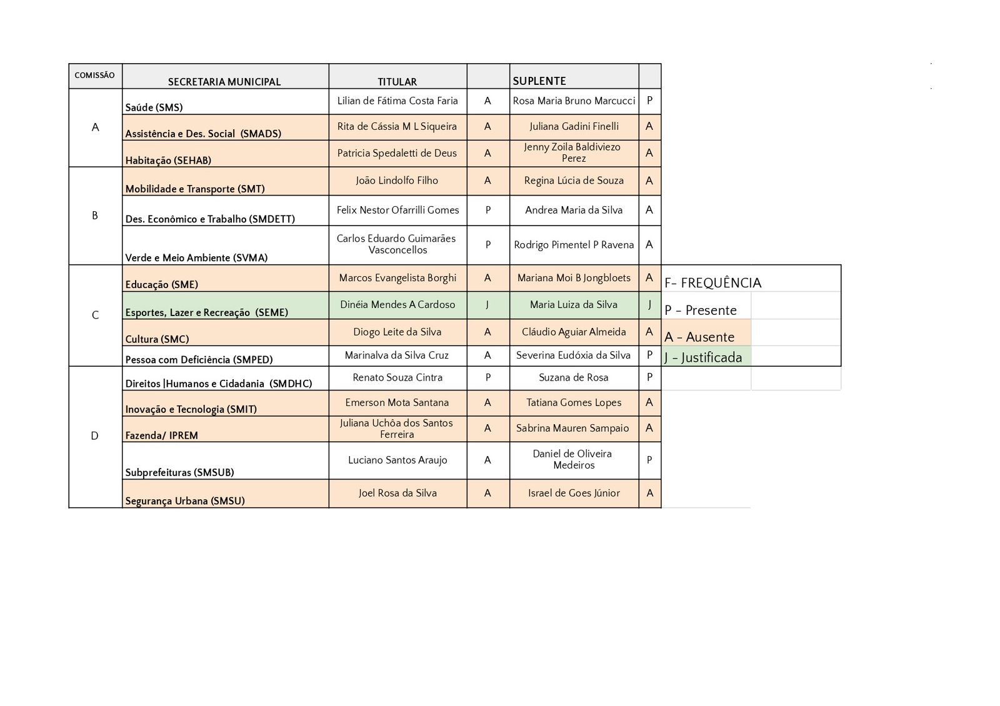 COMISSÃO SECRETARIA MUNICIPAL TITULAR SUPLENTE
A
Saúde (SMS) Lilian de Fátima Costa Faria A Rosa Maria Bruno Marcucci P
Assistência e Des. Social (SMADS) Rita de Cássia M L Siqueira A Juliana Gadini Finelli A
Habitação (SEHAB) Patricia Spedaletti de Deus A Jenny Zoila Baldiviezo
Perez A
B
Mobilidade e Transporte (SMT) João Lindolfo Filho A Regina Lúcia de Souza A
Des. Econômico e Trabalho (SMDETT) Felix Nestor Ofarrilli Gomes P Andrea Maria da Silva A
Verde e Meio Ambiente (SVMA) Carlos Eduardo Guimarães
Vasconcellos P Rodrigo Pimentel P Ravena A
C
Educação (SME) Marcos Evangelista Borghi A Mariana Moi B Jongbloets A
Esportes, Lazer e Recreação (SEME) Dinéia Mendes A Cardoso J Maria Luiza da Silva J
Cultura (SMC) Diogo Leite da Silva A Cláudio Aguiar Almeida A
Pessoa com Deficiência (SMPED) Marinalva da Silva Cruz A Severina Eudóxia da Silva P
F- FREQUÊNCIA
P - Presente
A - Ausente
J - Justificada
D
Direitos |Humanos e Cidadania (SMDHC) Renato Souza Cintra P Suzana de Rosa P
Inovação e Tecnologia (SMIT) Emerson Mota Santana A Tatiana Gomes Lopes A
Fazenda/ IPREM Juliana Uchôa dos Santos
Ferreira A Sabrina Mauren Sampaio A
Subprefeituras (SMSUB) Luciano Santos Araujo A Daniel de Oliveira
Medeiros P
Segurança Urbana (SMSU) Joel Rosa da Silva A Israel de Goes Júnior A